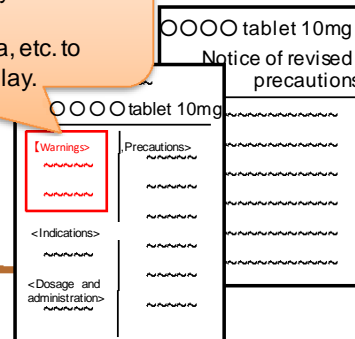 a, etc. to
lay.
○○○○ tablet 10mg
Notice of revised
precautions
○○○○tablet 10mg
【Warnings>
,Precautions>
<Indications>
<Dosage and
administration>